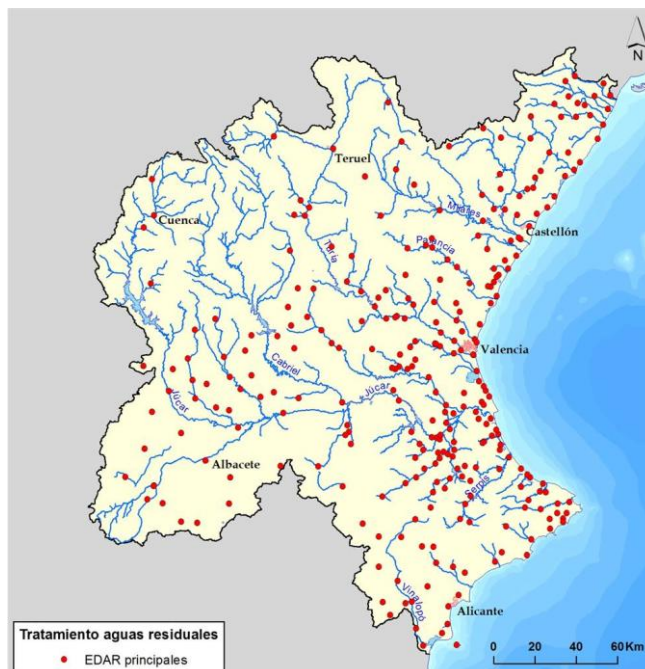 N
Teruel
Cuenca
Mijares
Castellón
Palancia
Turia
Valencia
Cabriel
Júcar
Júcar
Albacete
Serpis
Vinalopó
Alicante
Tratamiento aguas residuales
EDAR principales
0 20 40 60 Km